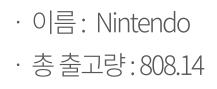 · 이름 : Nintendo
· 총 출고량 : 808.14